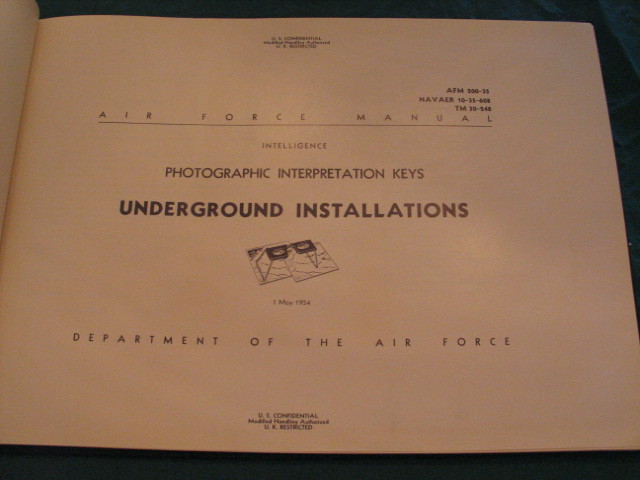 U. S. CONFIDENTIAL
Modified Handling Authorized
U. K. RESTRICTED
AFM 200-35
NAVAER 10-35-608
TM 30-248
AIR FORCE MANUAL
INTELLIGENCE
PHOTOGRAPHIC INTERPRETATION KEYS
UNDERGROUND INSTALLATIONS
1 May 1954
DEPARTMENT OF THE AIR FORCE
U. S. CONFIDENTIAL
Modified Handling Authorized
U. K. RESTRICTED